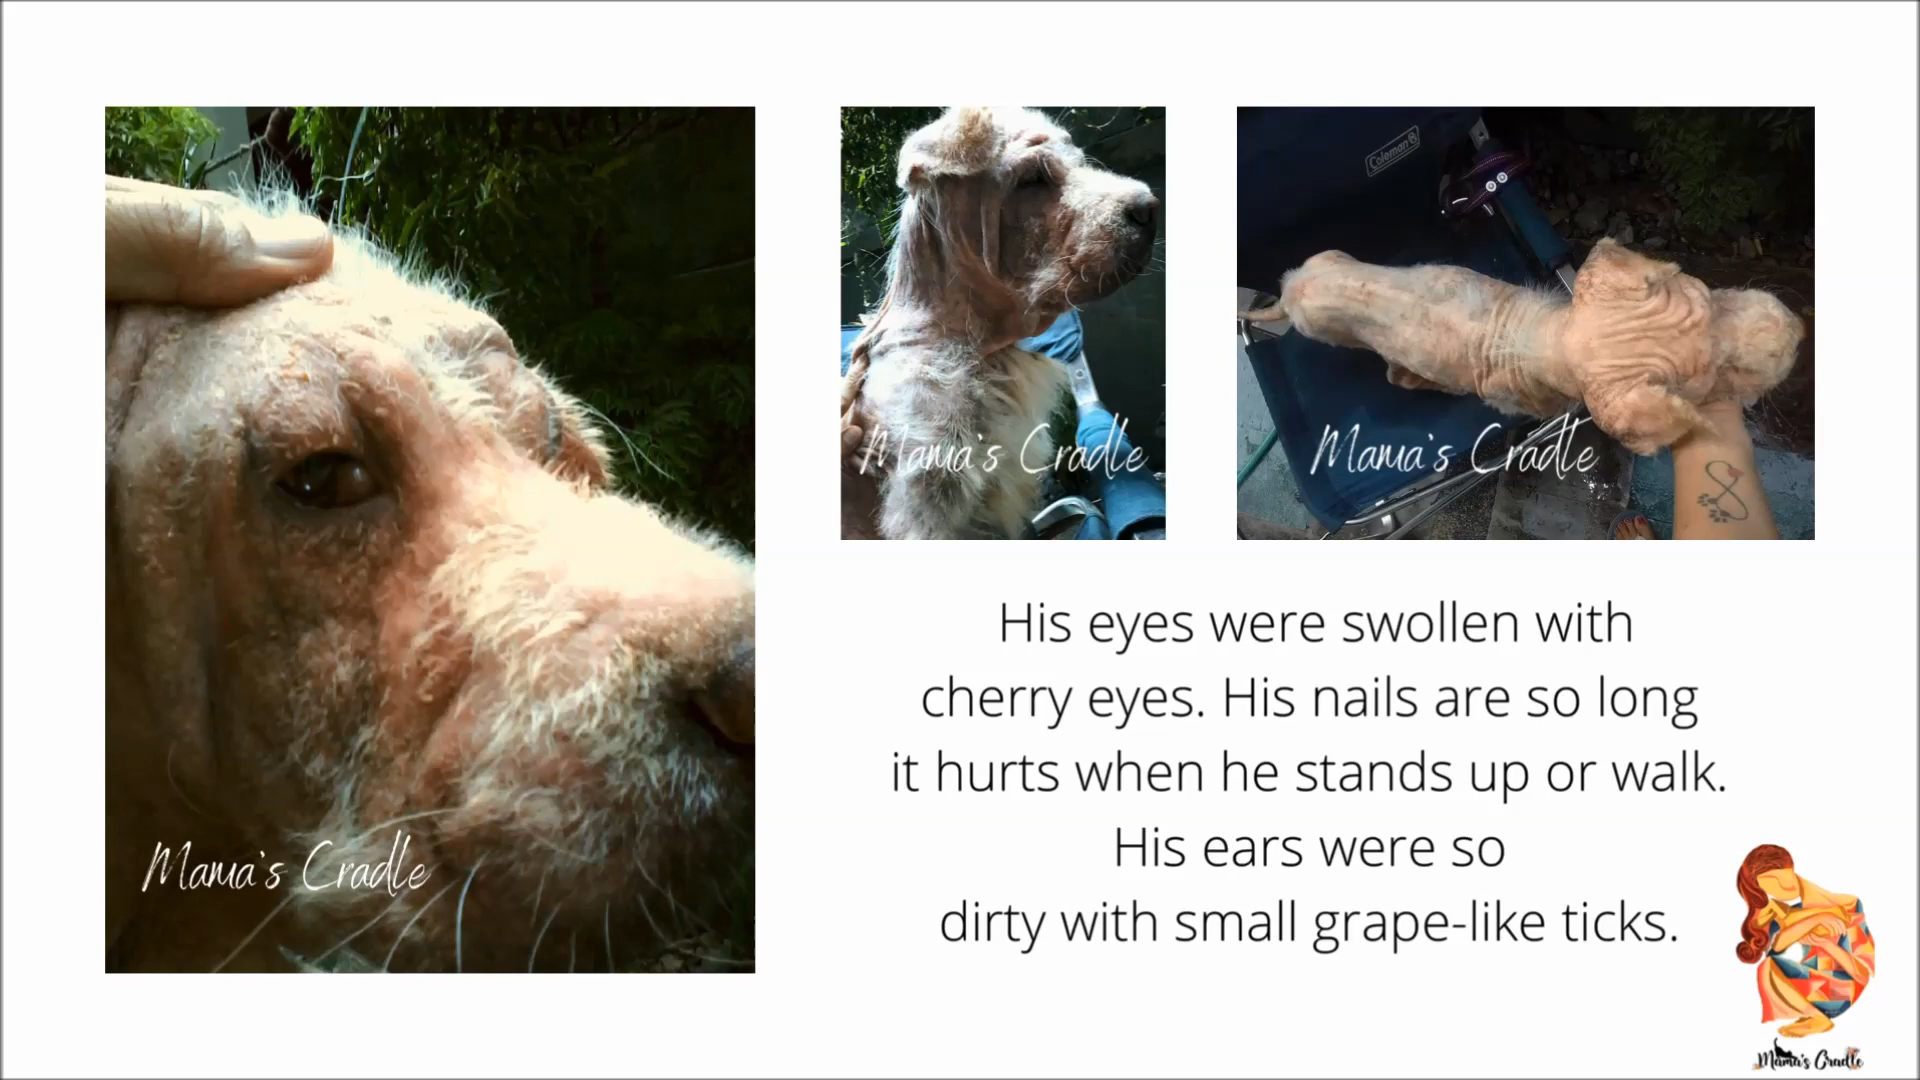 Coleman
Mama's Cradle
Mama's Cradle
Mama's Cradle
His eyes were swollen with
cherry eyes. His nails are so long
it hurts when he stands up or walk.
His ears were so
dirty with small grape-like ticks.
Mama's Cradle